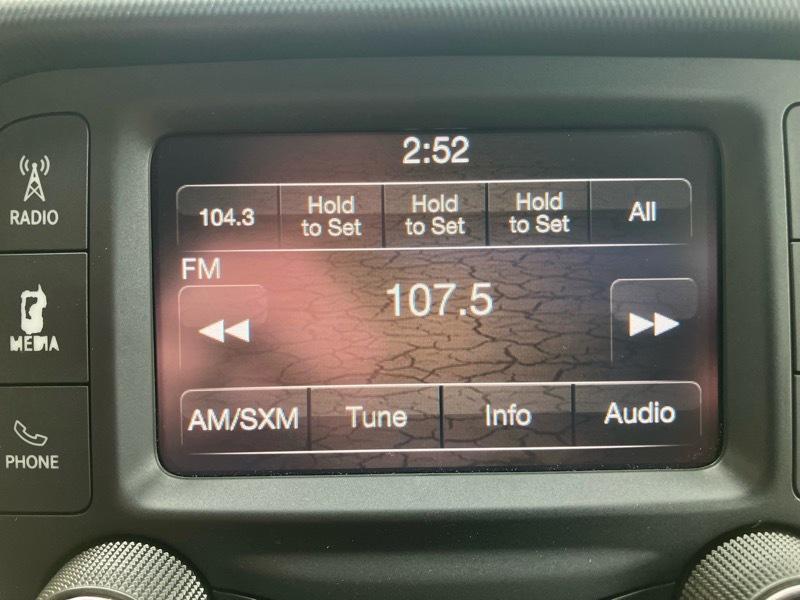 2:52
104.3
Hold
to Set
Hold
to Set
Hold
to Set
All
FM
107.5
AM/SXM
Tune
Info
Audio
RADIO
MEDIA
PHONE